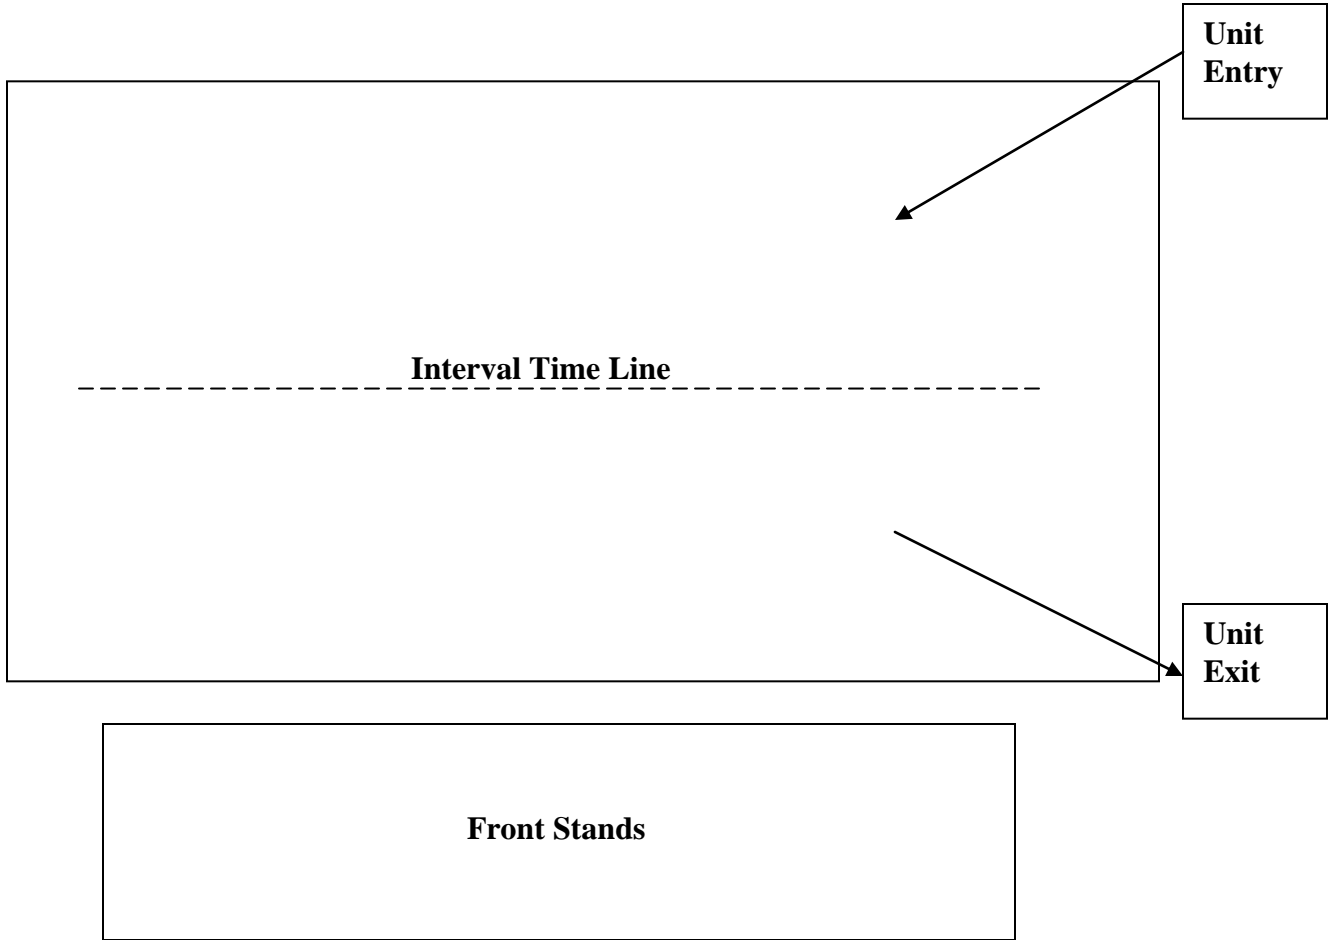 Unit
Entry
Interval Time Line
Unit
Exit
Front Stands